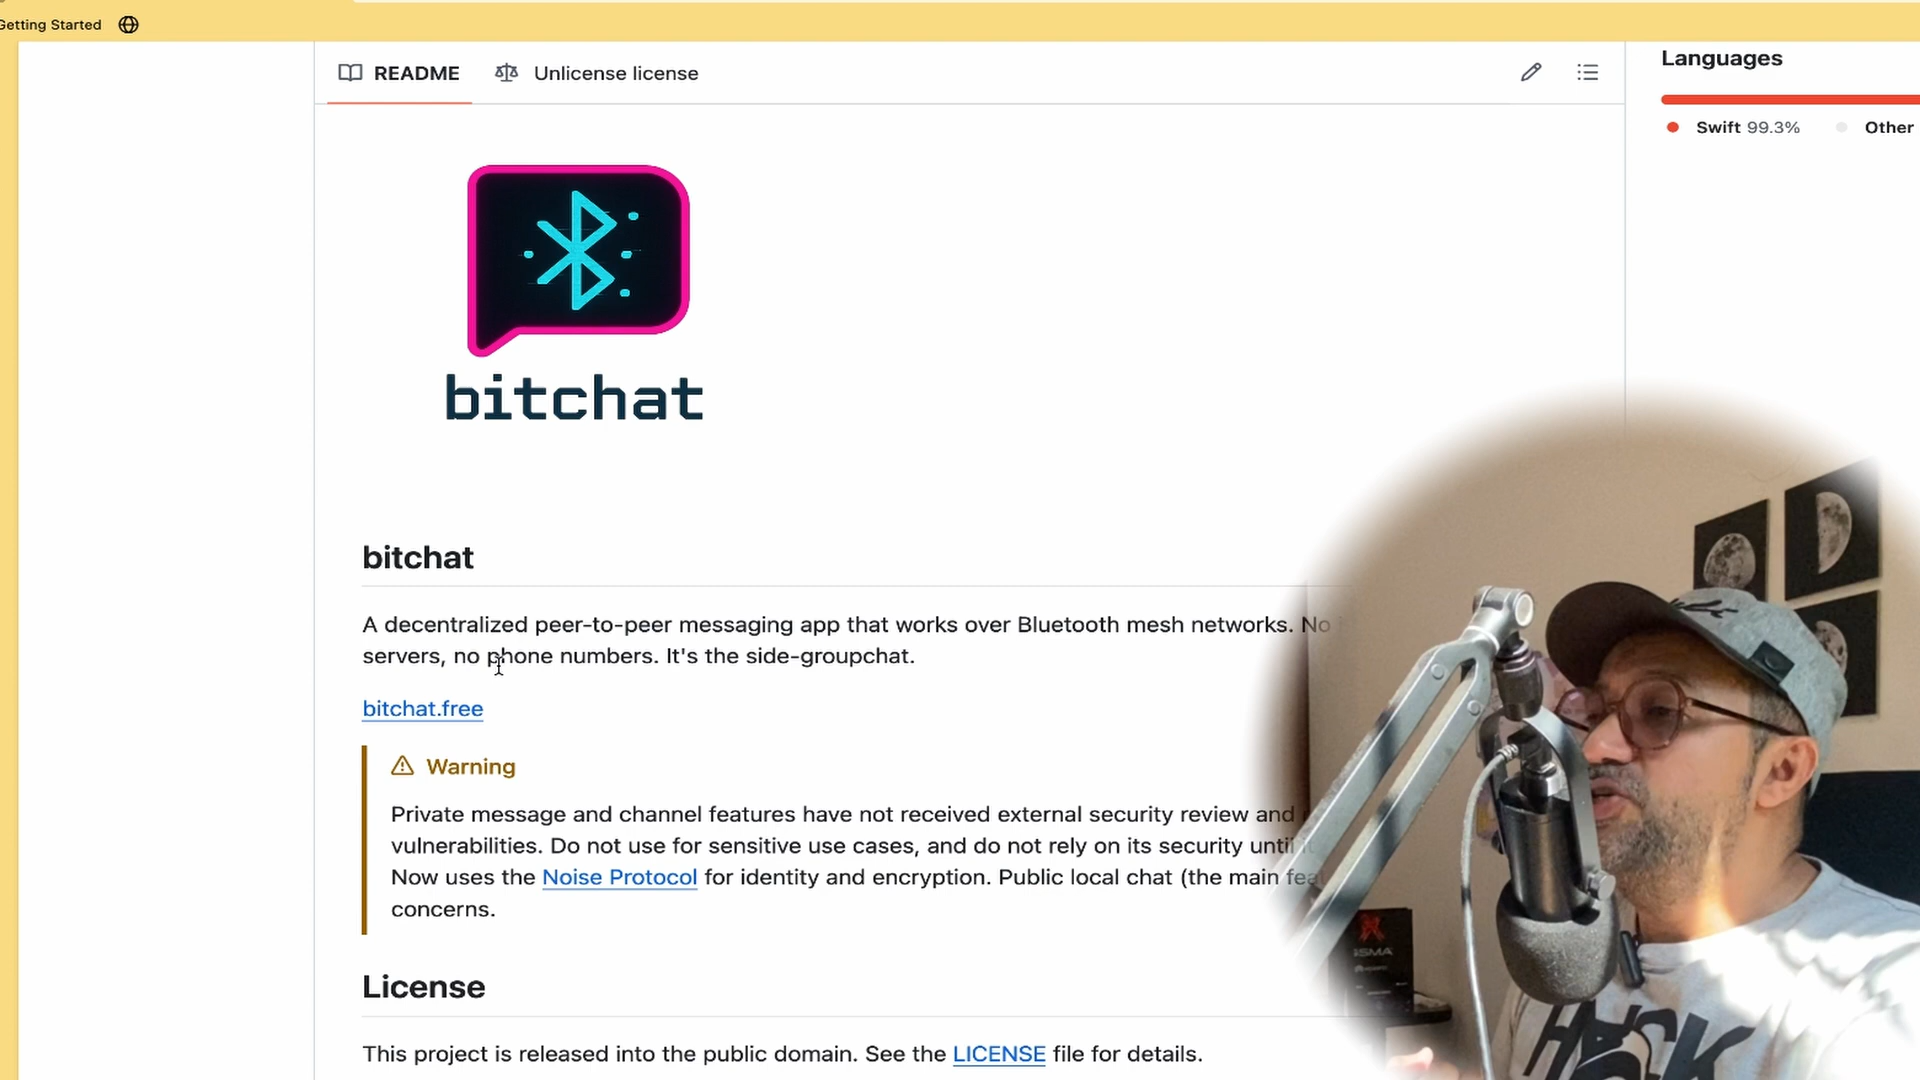 Getting Started
README Unlicense license
Languages
Swift 99.3% Other
bitchat
bitchat
A decentralized peer-to-peer messaging app that works over Bluetooth mesh networks. No
servers, no phone numbers. It's the side-groupchat.
bitchat.free
Warning
Private message and channel features have not received external security review and
vulnerabilities. Do not use for sensitive use cases, and do not rely on its security until
Now uses the Noise Protocol for identity and encryption. Public local chat (the main
concerns.
License
This project is released into the public domain. See the LICENSE file for details.